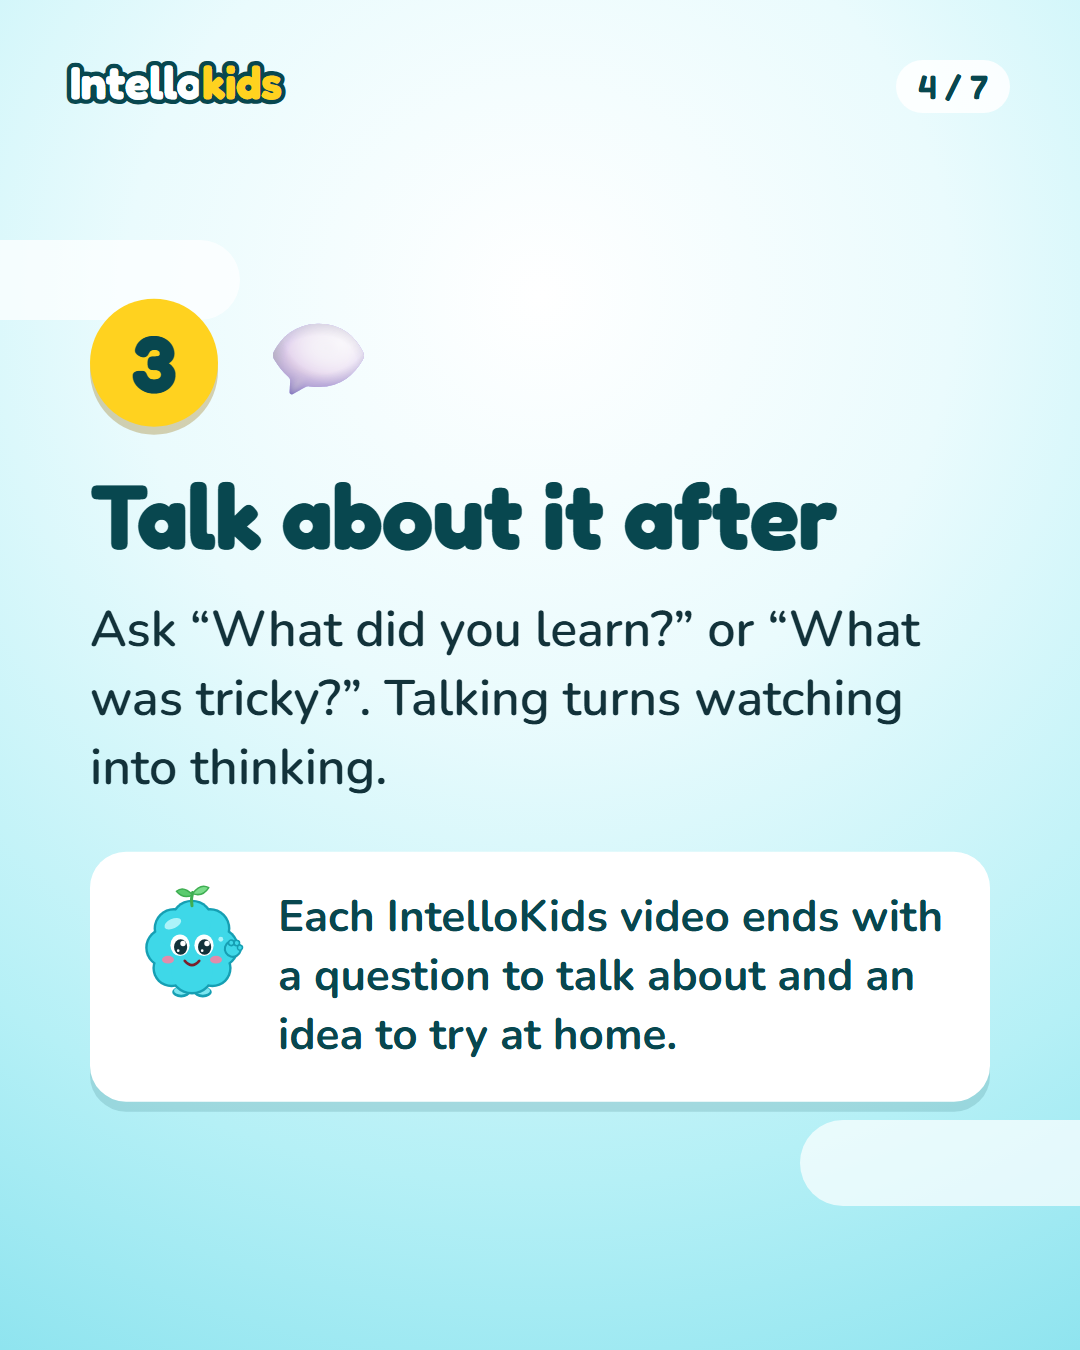 Intellokids
4 / 7
3
Talk about it after
Ask “What did you learn?” or “What
was tricky?”. Talking turns watching
into thinking.
Each IntelloKids video ends with
a question to talk about and an
idea to try at home.